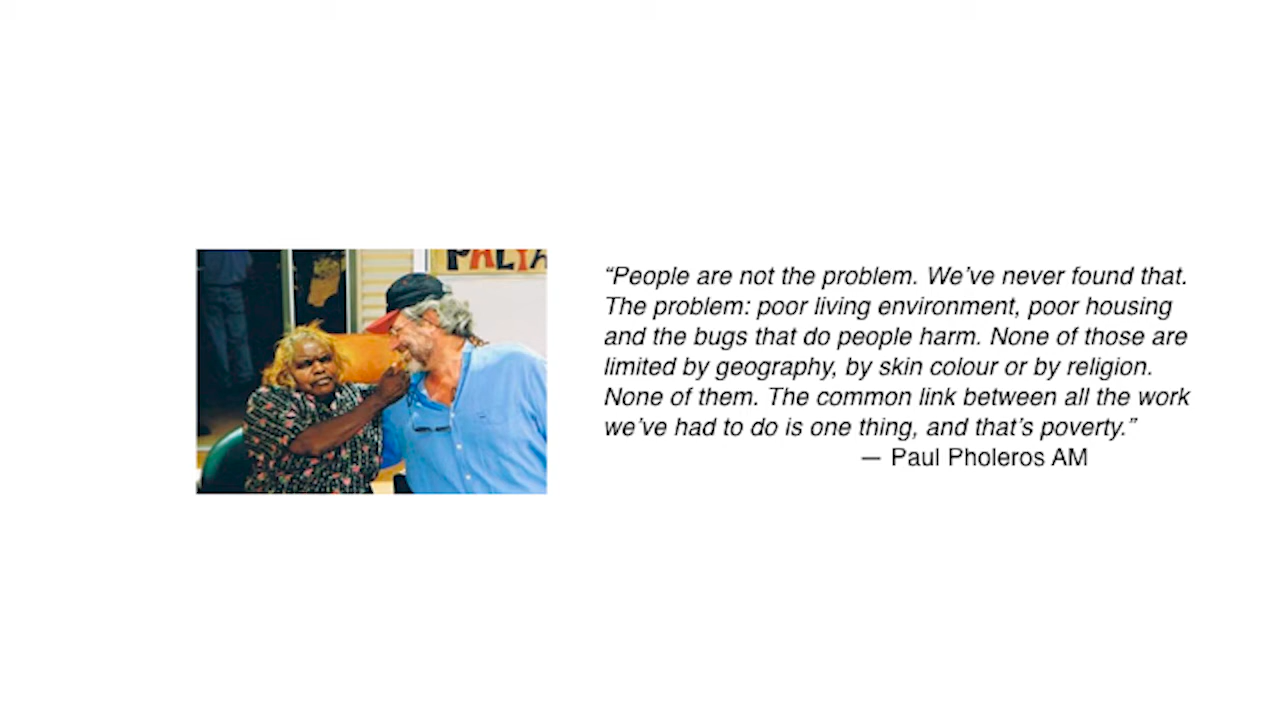 PALYA
“People are not the problem. We’ve never found that.
The problem: poor living environment, poor housing
and the bugs that do people harm. None of those are
limited by geography, by skin colour or by religion.
None of them. The common link between all the work
we’ve had to do is one thing, and that’s poverty.”
— Paul Pholeros AM